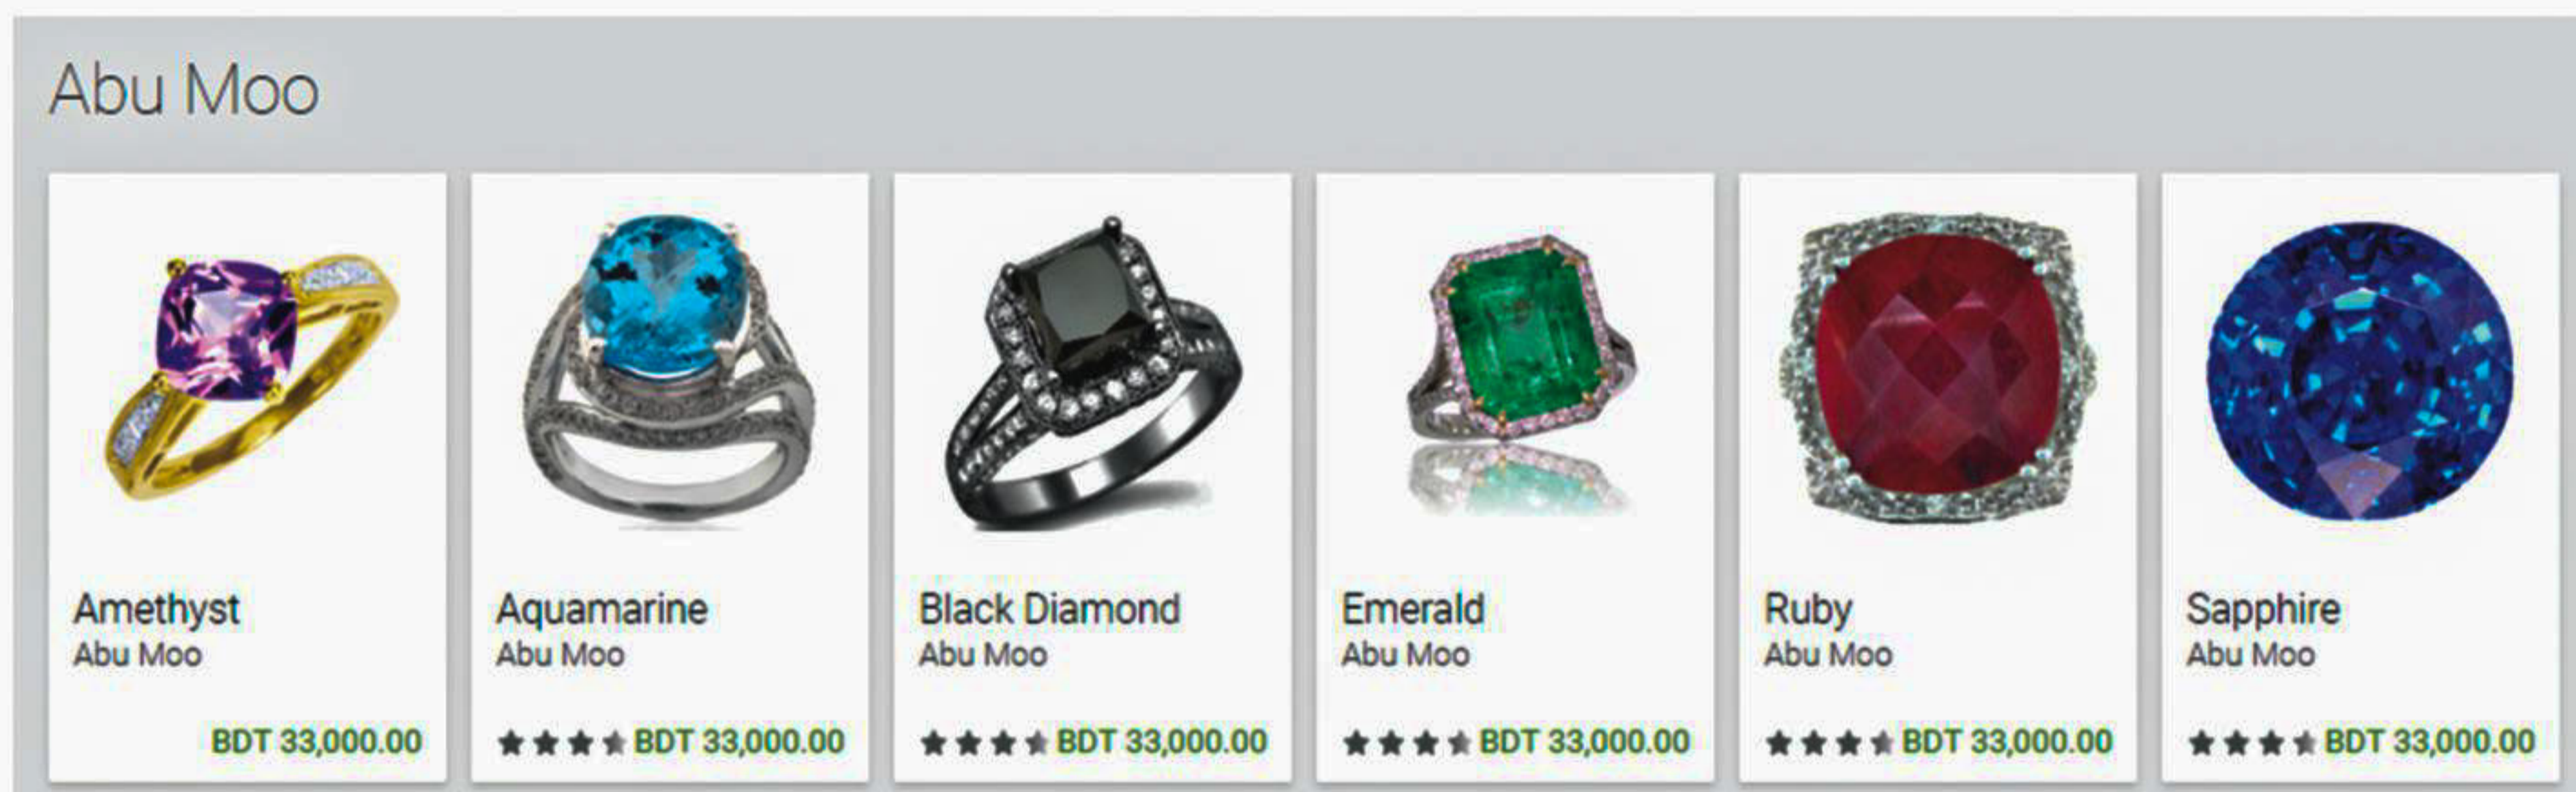 Abu Moo
Amethyst
Abu Moo
BDT 33,000.00
Aquamarine
Abu Moo
BDT 33,000.00
Black Diamond
Abu Moo
BDT 33,000.00
Emerald
Abu Moo
BDT 33,000.00
Ruby
Abu Moo
BDT 33,000.00
Sapphire
Abu Moo
BDT 33,000.00